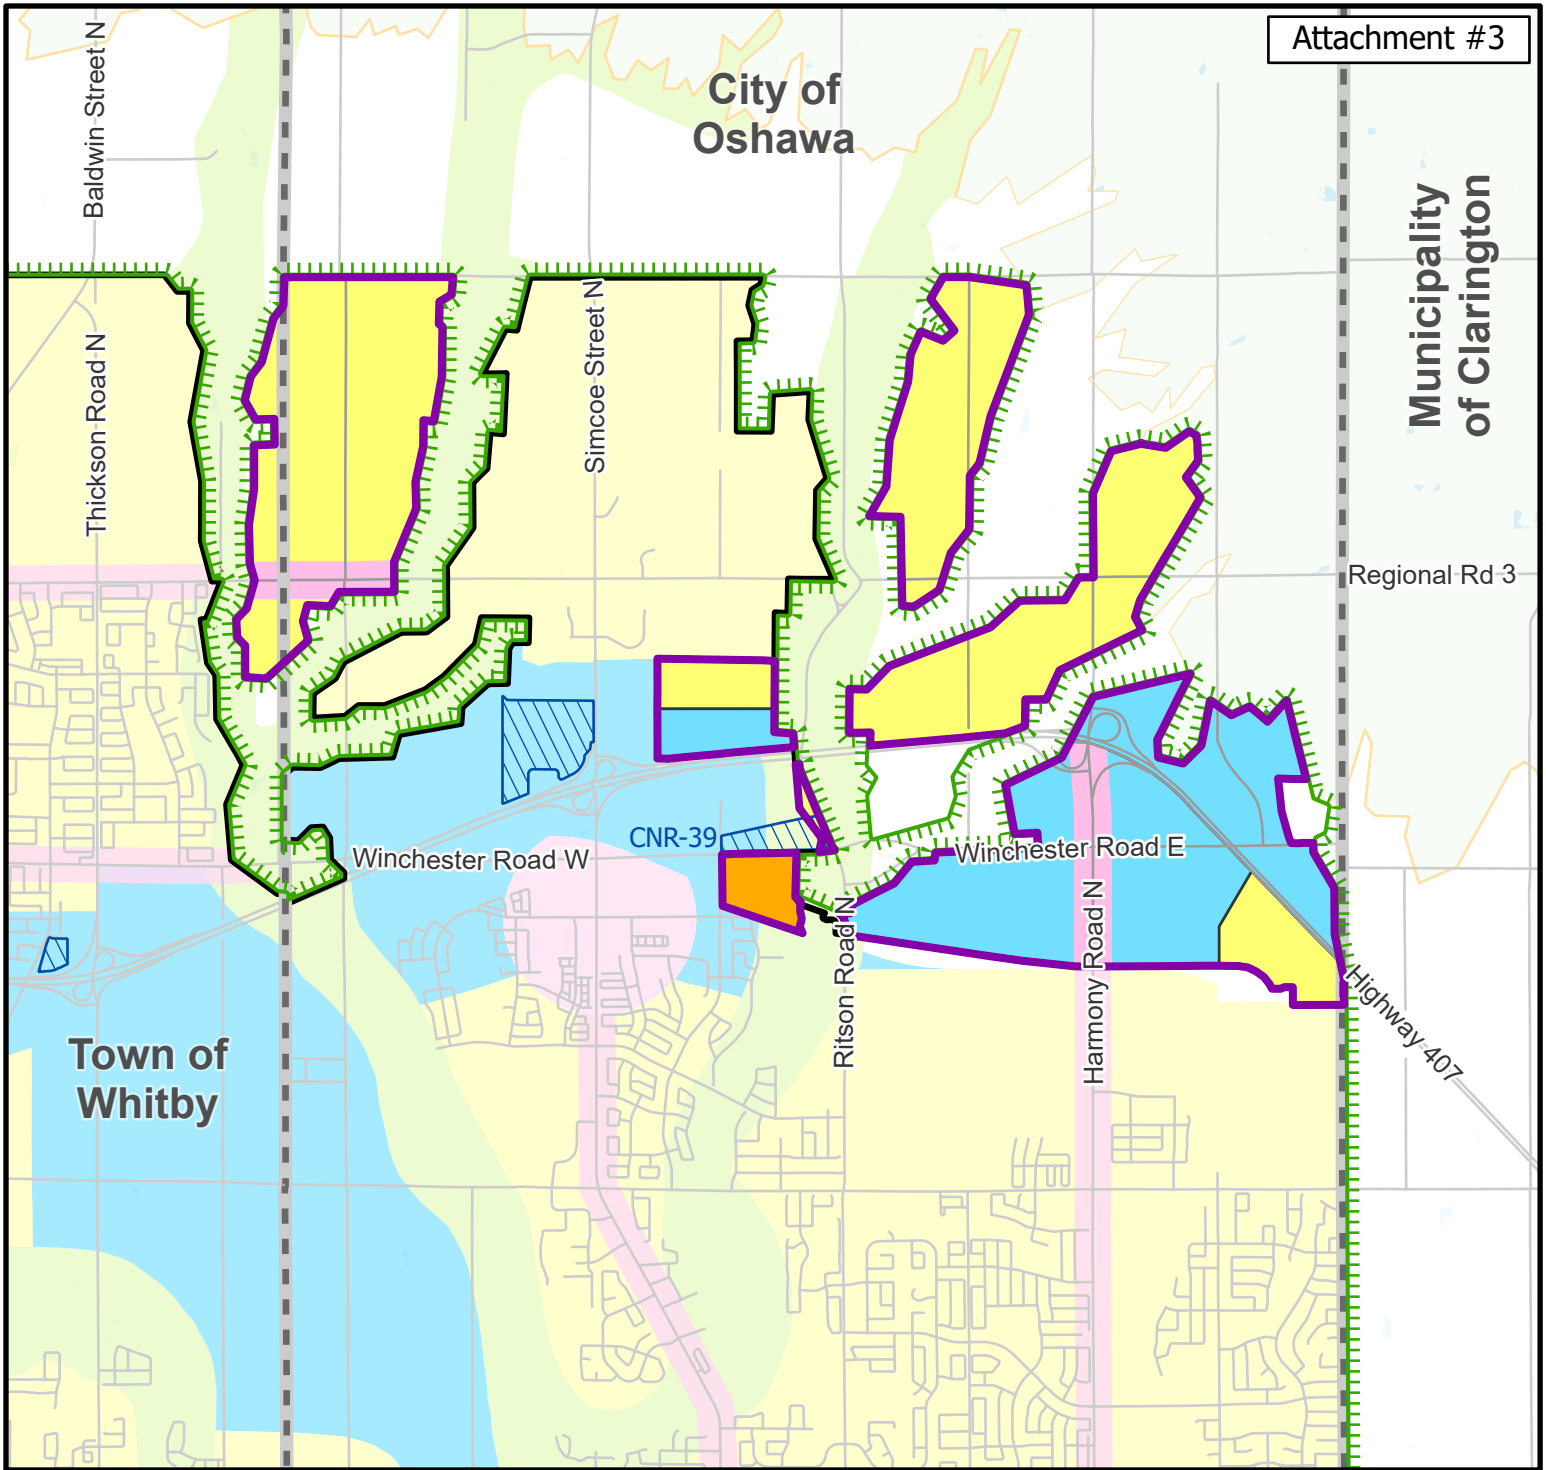 Attachment #3
Baldwin Street N
City of
Oshawa
Municipality
of Clarington
Thickson Road N
Simcoe Street N
Regional Rd 3
CNR-39
Winchester Road W
Winchester Road E
Ritson Road N
Harmony Road N
Highway 407
Town of
Whitby